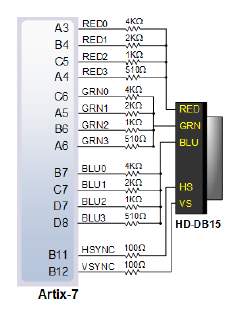 A3 RED0 4KΩ
B4 RED1 2KΩ
C5 RED2 1KΩ
A4 RED3 510Ω
C6 GRN0 4KΩ
A5 GRN1 2KΩ
B6 GRN2 1KΩ
A6 GRN3 510Ω
B7 BLU0 4KΩ
C7 BLU1 2KΩ
D7 BLU2 1KΩ
D8 BLU3 510Ω
B11 HSYNC 100Ω
B12 VSYNC 100Ω
Artix-7
RED
GRN
BLU
HS
VS
HD-DB15